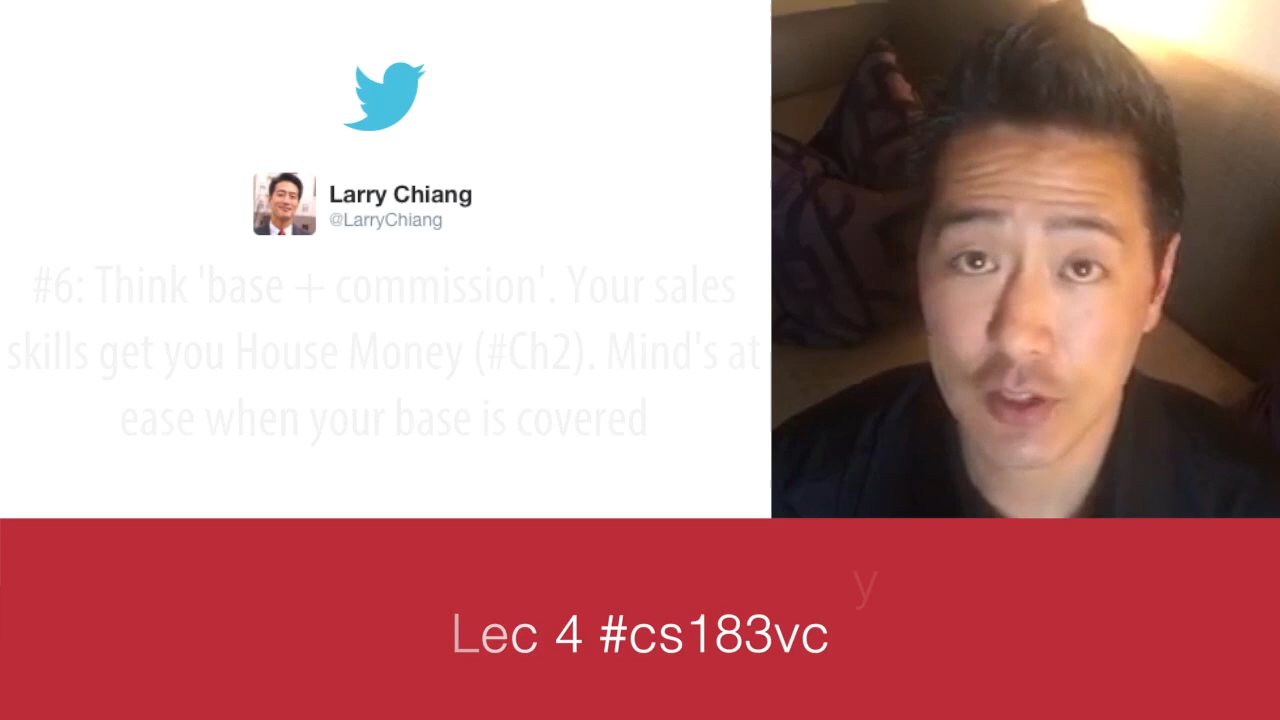 Larry Chiang
@LarryChiang
#6: Think 'base + commission'. Your sales
skills get you House Money (#Ch2). Mind's at
ease when your base is covered
y
Lec 4 #cs183vc